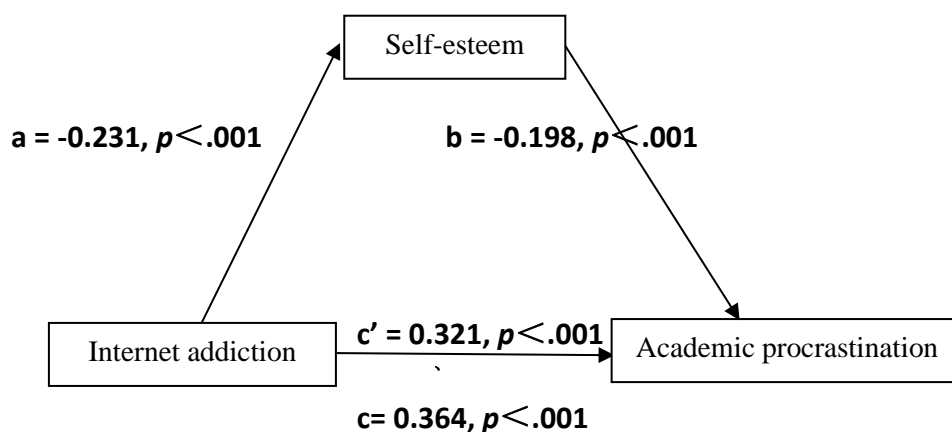 Self-esteem
a = -0.231, p＜.001
b = -0.198, p＜.001
Internet addiction
c’ = 0.321, p＜.001
Academic procrastination
、
c= 0.364, p＜.001